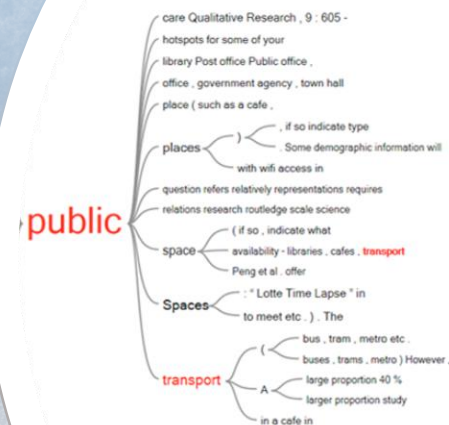 public
care Qualitative Research , 9 : 605 -
hotspots for some of your
library Post office Public office ,
office , government agency , town hall
place ( such as a cafe ,
places
)
, if so indicate type
. Some demographic information will
with wifi access in
question refers relatively representations requires
relations research routledge scale science
space
( if so , indicate what
availability - libraries , cafes , transport
Peng et al . offer
Spaces
: " Lotte Time Lapse " in
to meet etc . ) . The
transport
(
bus , tram , metro etc .
buses , trams , metro ) However ,
A
large proportion 40 %
larger proportion study
in a cafe in